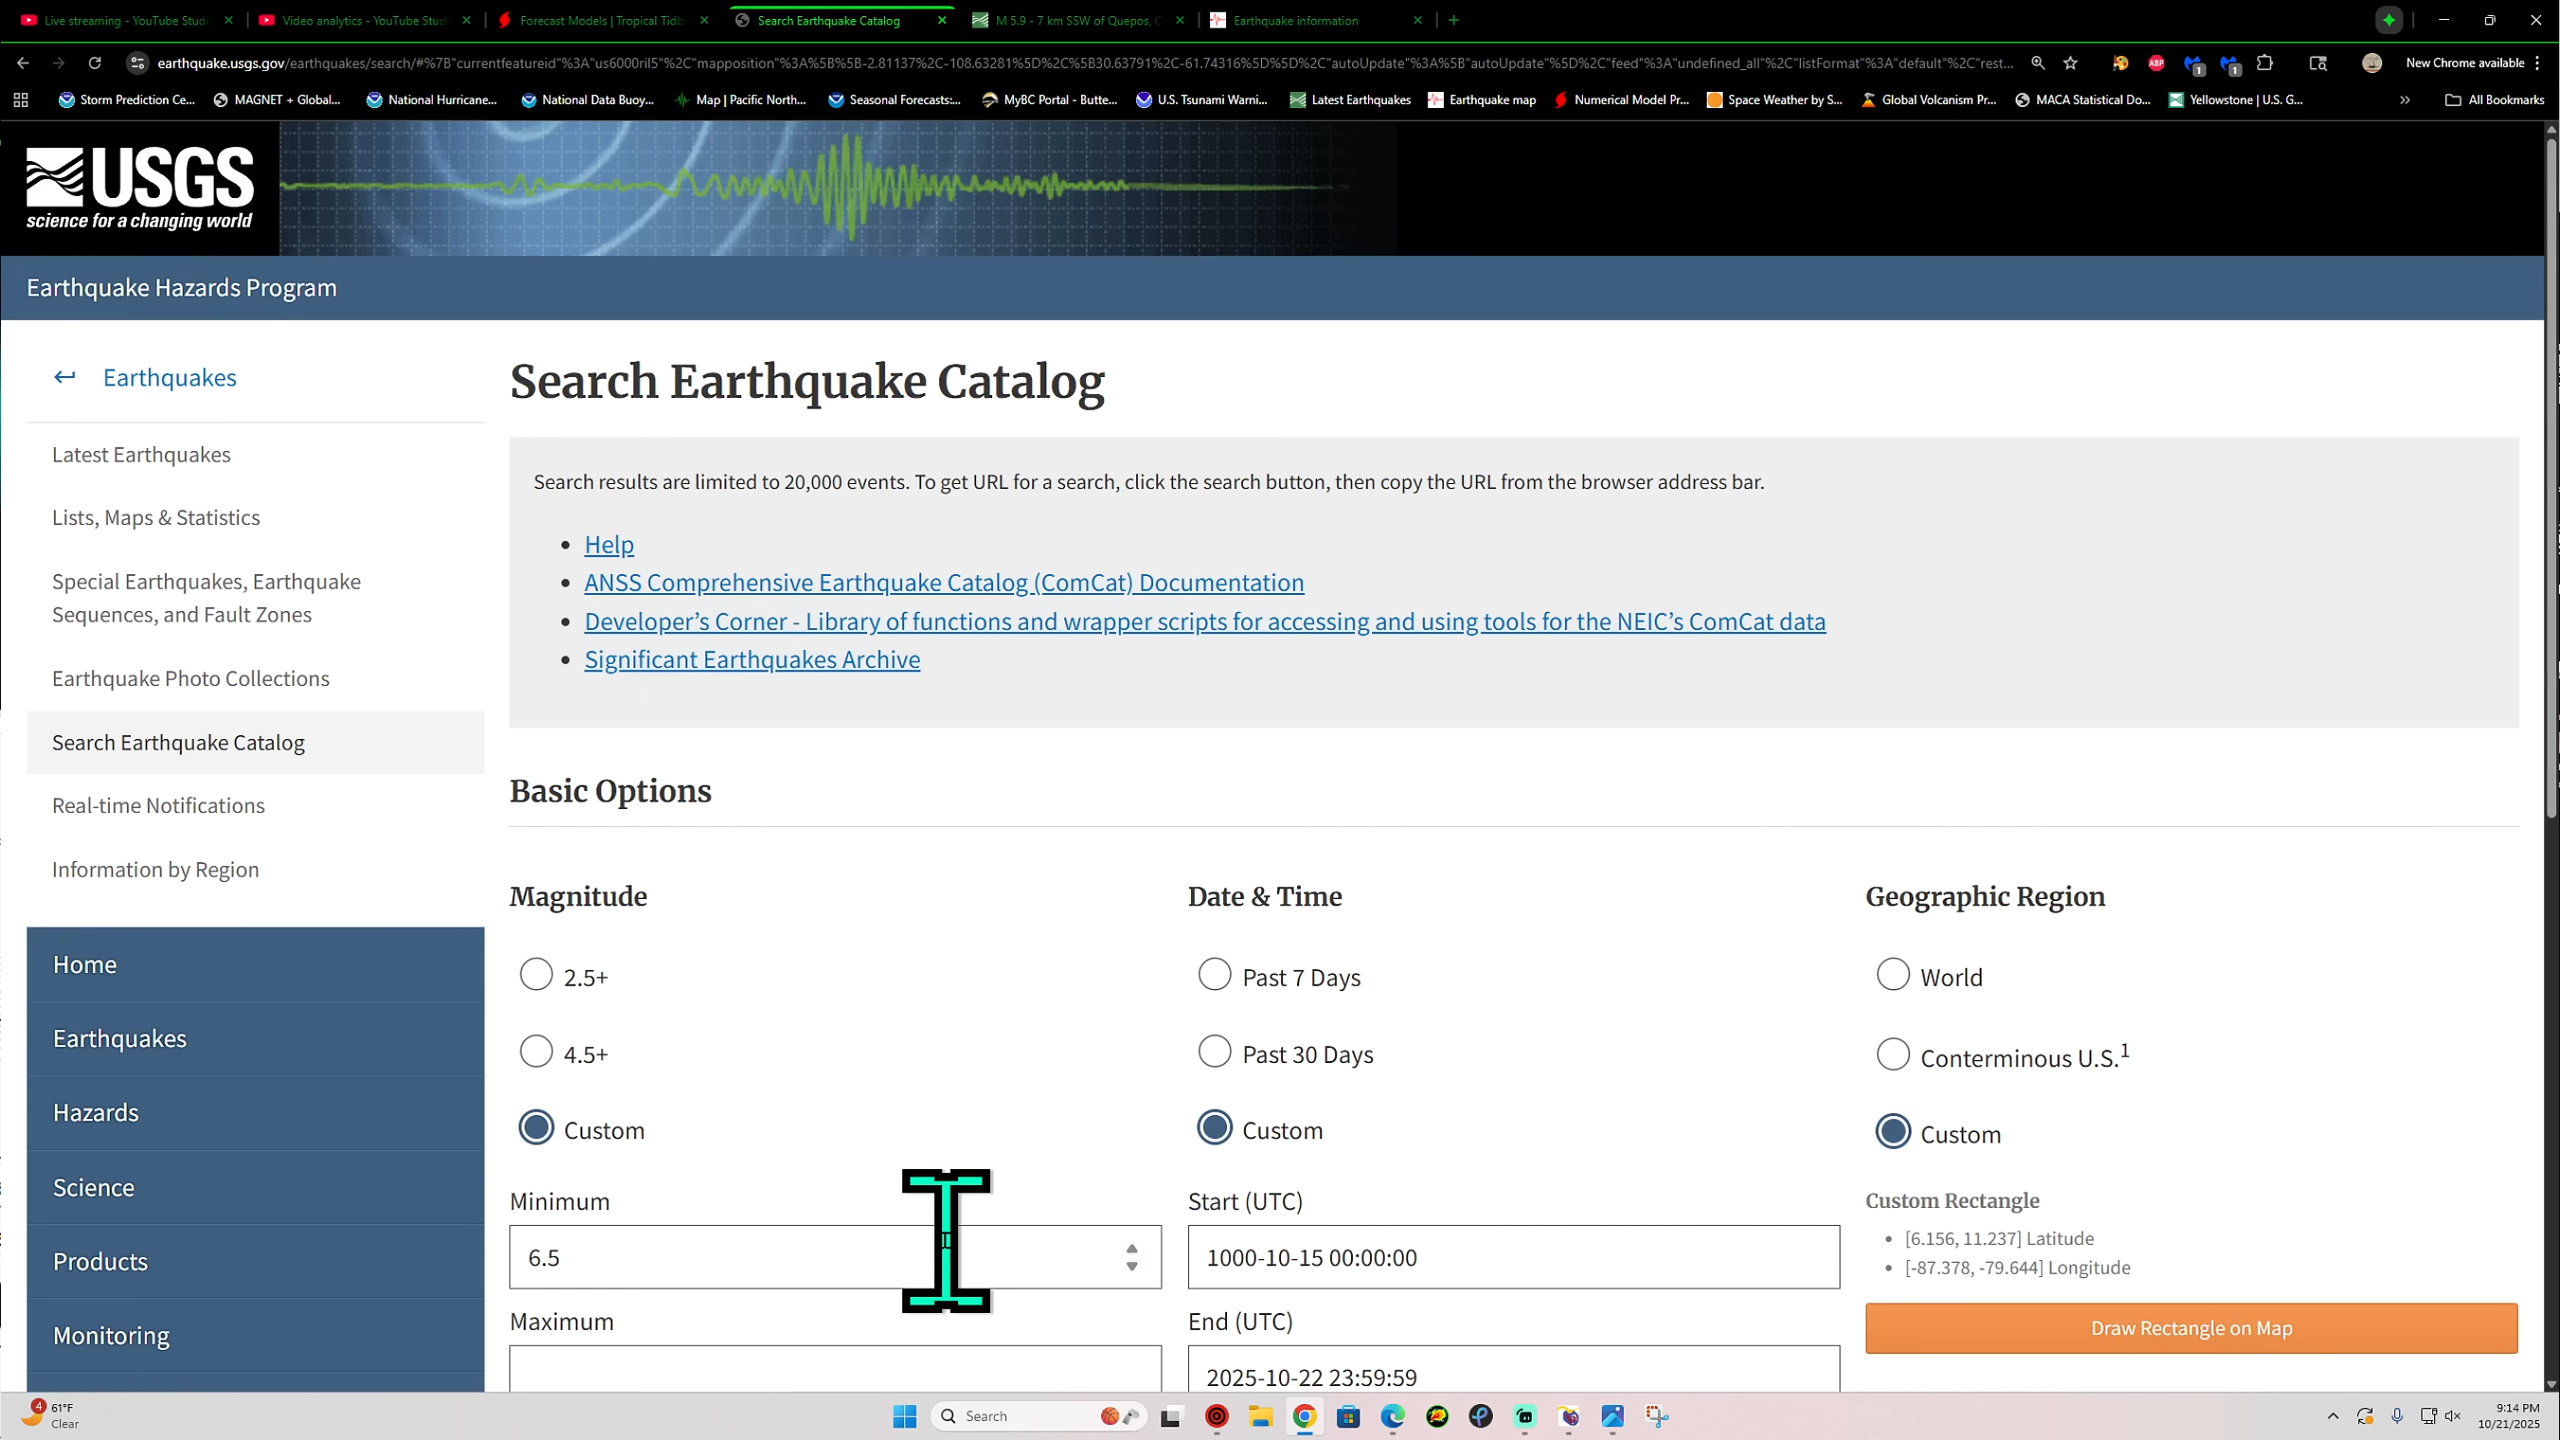 Live streaming - YouTube Studi
Video analytics - YouTube Stud
Forecast Models | Tropical Tidb
Search Earthquake Catalog
M 5.9 - 7 km SSW of Quepos, C
Earthquake information
earthquake.usgs.gov/earthquakes/search/#%7B"currentfeatureid"%3A"us6000ril5"%2C"mapposition"%3A%5B%5B-2.81137%2C-108.63281%5D%2C%5B30.63791%2C-61.74316%5D%5D%2C"autoUpdate"%3A%5B"autoUpdate"%5D%2C"feed"%3A"undefined_all"%2C"listFormat"%3A"default"%2C"rest...
New Chrome available
Storm Prediction Ce...
MAGNET + Global...
National Hurricane...
National Data Buoy...
Map | Pacific North...
Seasonal Forecasts:...
MyBC Portal - Butte...
U.S. Tsunami Warni...
Latest Earthquakes
Earthquake map
Numerical Model Pr...
Space Weather by S...
Global Volcanism Pr...
MACA Statistical Do...
Yellowstone | U.S. G...
All Bookmarks
USGS
science for a changing world
Earthquake Hazards Program
Earthquakes
Latest Earthquakes
Lists, Maps & Statistics
Special Earthquakes, Earthquake
Sequences, and Fault Zones
Earthquake Photo Collections
Search Earthquake Catalog
Real-time Notifications
Information by Region
Home
Earthquakes
Hazards
Science
Products
Monitoring
Search Earthquake Catalog
Search results are limited to 20,000 events. To get URL for a search, click the search button, then copy the URL from the browser address bar.
Help
ANSS Comprehensive Earthquake Catalog (ComCat) Documentation
Developer's Corner - Library of functions and wrapper scripts for accessing and using tools for the NEIC's ComCat data
Significant Earthquakes Archive
Basic Options
Magnitude
2.5+
4.5+
Custom
Minimum
6.5
Maximum
Date & Time
Past 7 Days
Past 30 Days
Custom
Start (UTC)
1000-10-15 00:00:00
End (UTC)
2025-10-22 23:59:59
Geographic Region
World
Conterminous U.S.1
Custom
Custom Rectangle
[6.156, 11.237] Latitude
[-87.378, -79.644] Longitude
Draw Rectangle on Map
4
61°F
Clear
Search
9:14 PM
10/21/2025